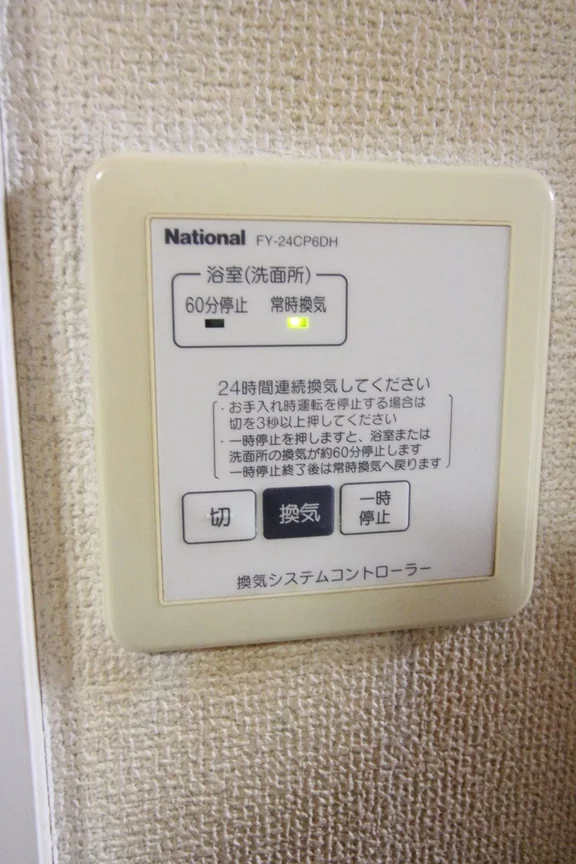 National FY-24CP6DH
浴室(洗面所)
60分停止 常時換気
24時間連続換気してください
・お手入れ時運転を停止する場合は
切を3秒以上押してください
・一時停止を押しますと、浴室または
洗面所の換気が約60分停止します
一時停止終了後は常時換気へ戻ります
切 換気 一時
停止
換気システムコントローラー